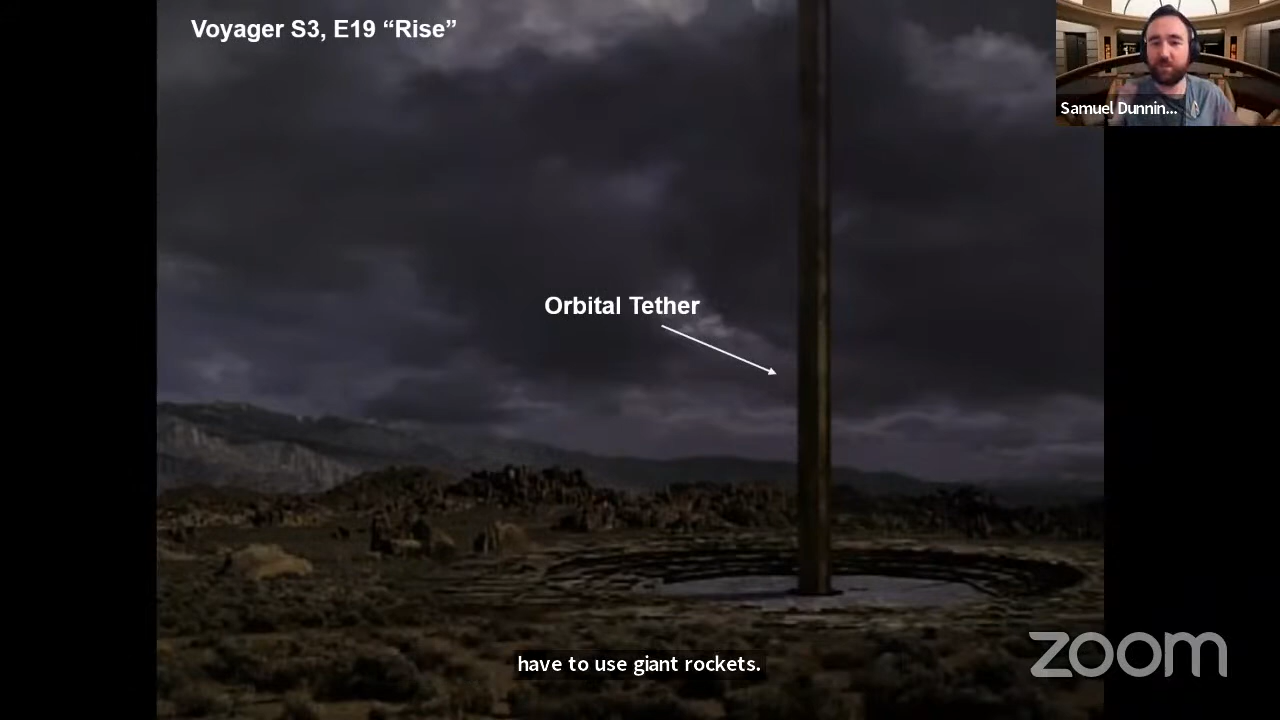 Voyager S3, E19 “Rise”
Samuel Dunnin...
Orbital Tether
have to use giant rockets.
zoom